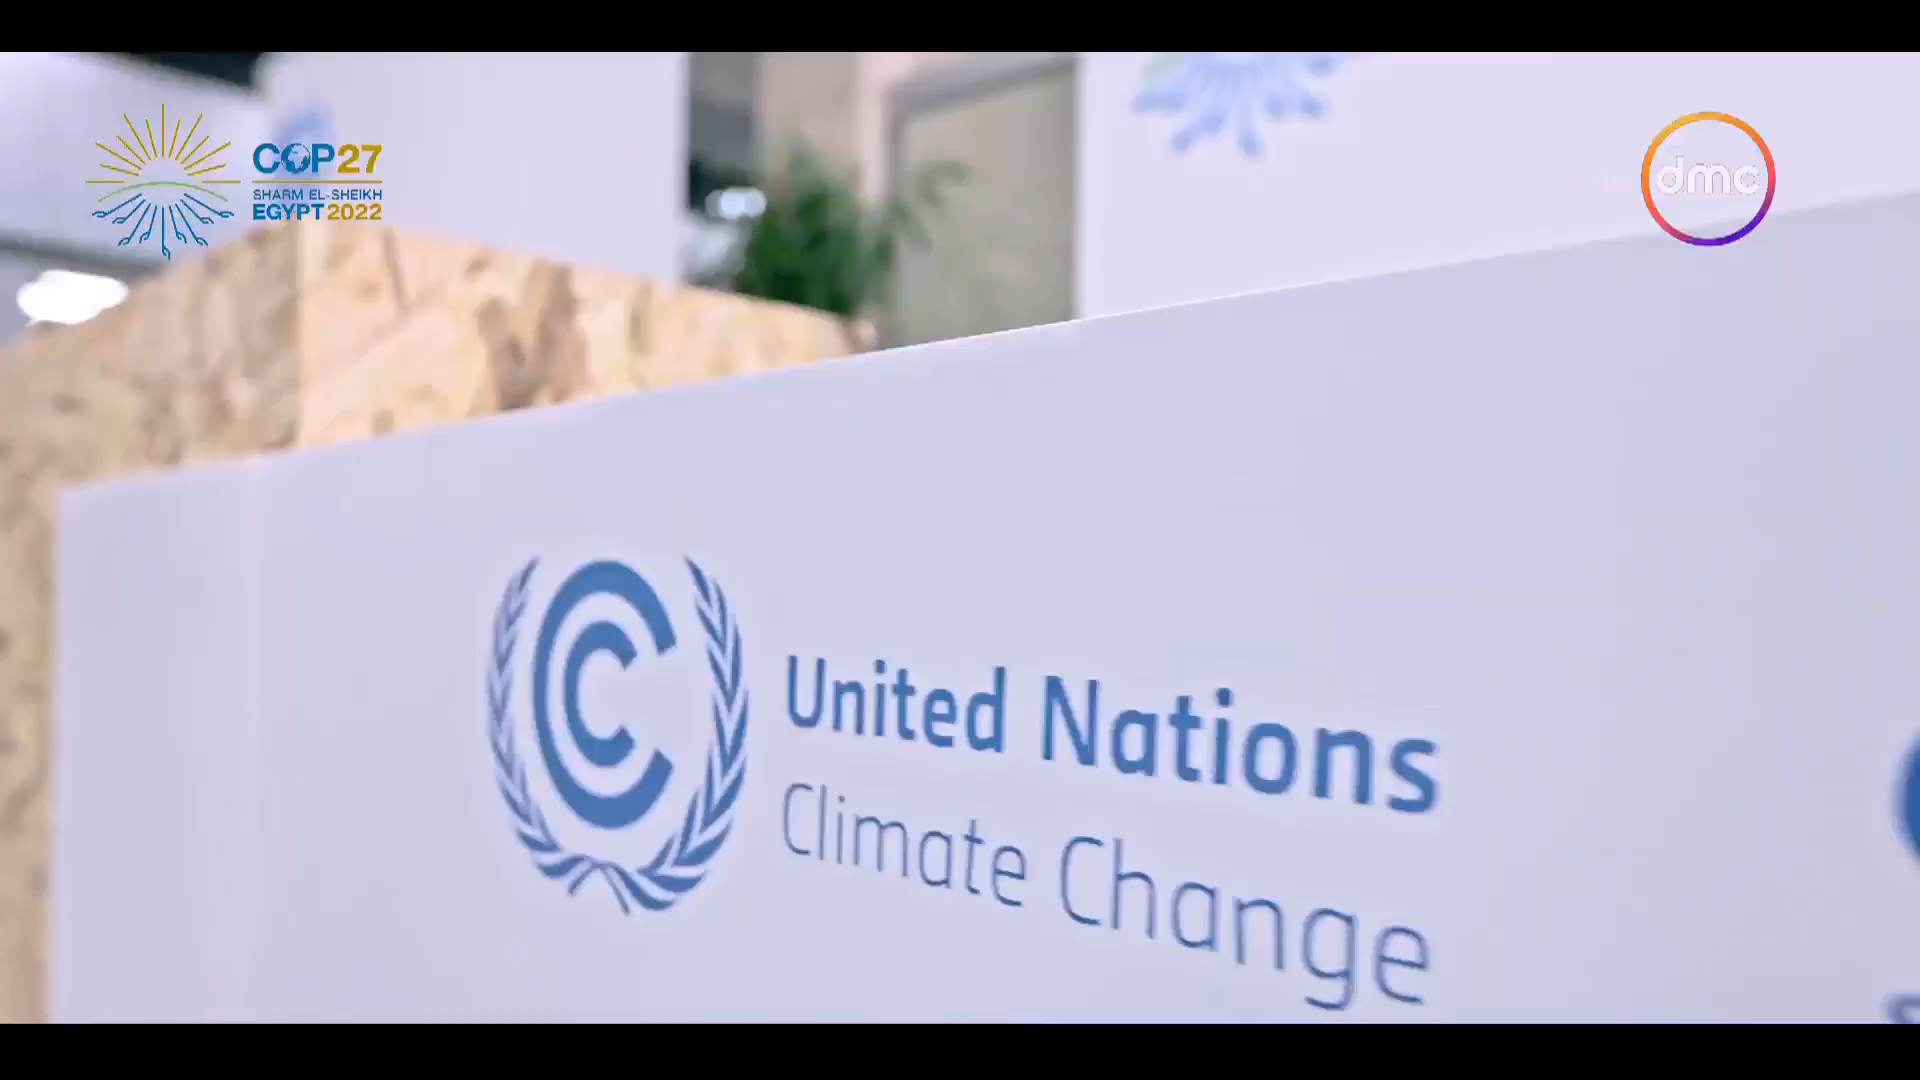 COP27
SHARM EL-SHEIKH
EGYPT 2022
dmc
United Nations
Climate Change